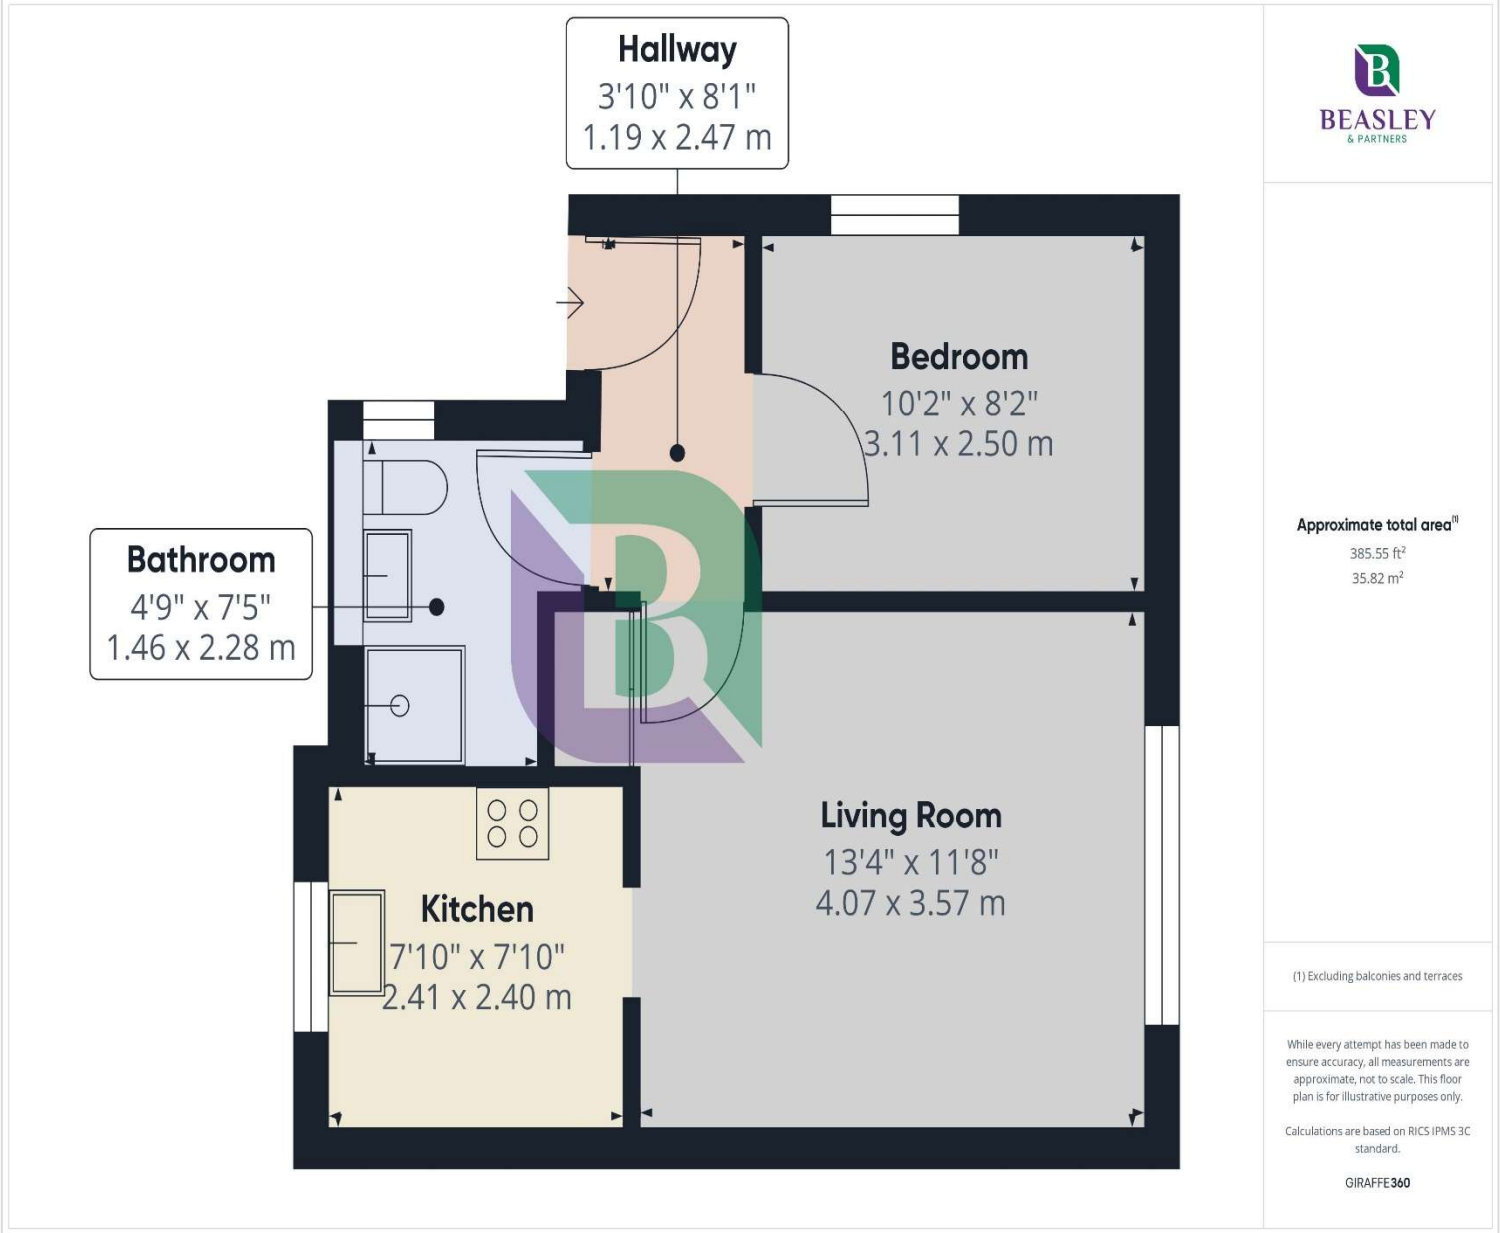 Hallway
3'10" x 8'1"
1.19 x 2.47 m
B
BEASLEY
& PARTNERS
Bedroom
10'2" x 8'2"
3.11 x 2.50 m
Bathroom
4'9" x 7'5"
1.46 x 2.28 m
B
Living Room
13'4" x 11'8"
4.07 x 3.57 m
Kitchen
7'10" x 7'10"
2.41 x 2.40 m
Approximate total area(1)
385.55 ft²
35.82 m²
(1) Excluding balconies and terraces
While every attempt has been made to
ensure accuracy, all measurements are
approximate, not to scale. This floor
plan is for illustrative purposes only.
Calculations are based on RICS IPMS 3C
standard.
GIRAFFE360